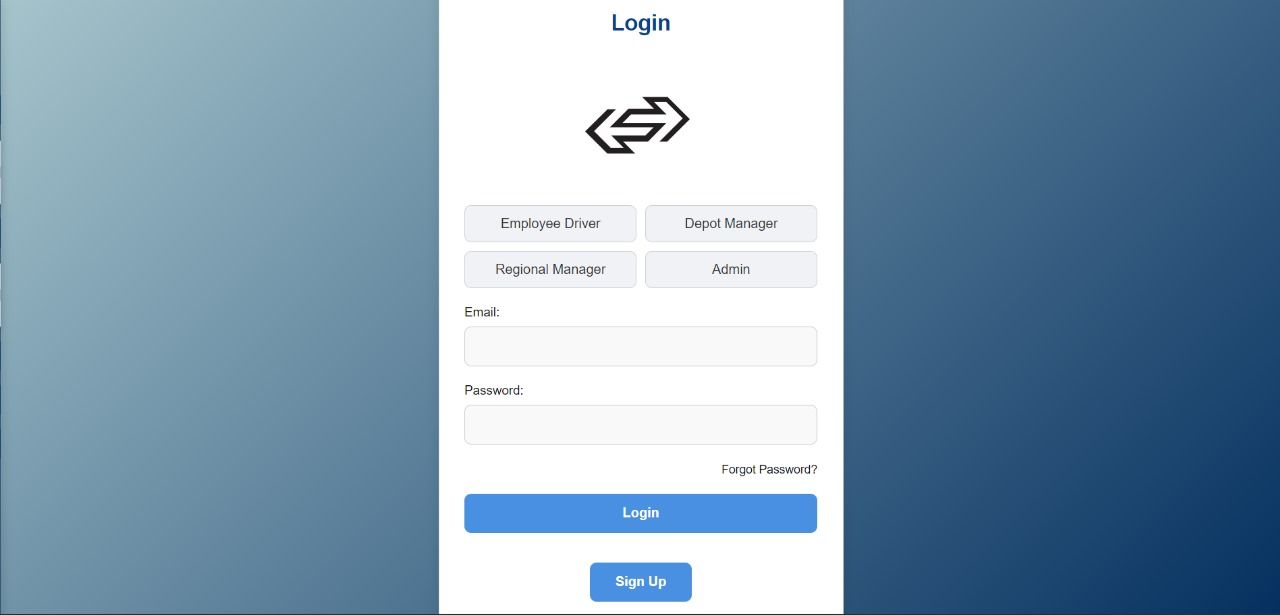 Login
Employee Driver
Depot Manager
Regional Manager
Admin
Email:
Password:
Forgot Password?
Login
Sign Up